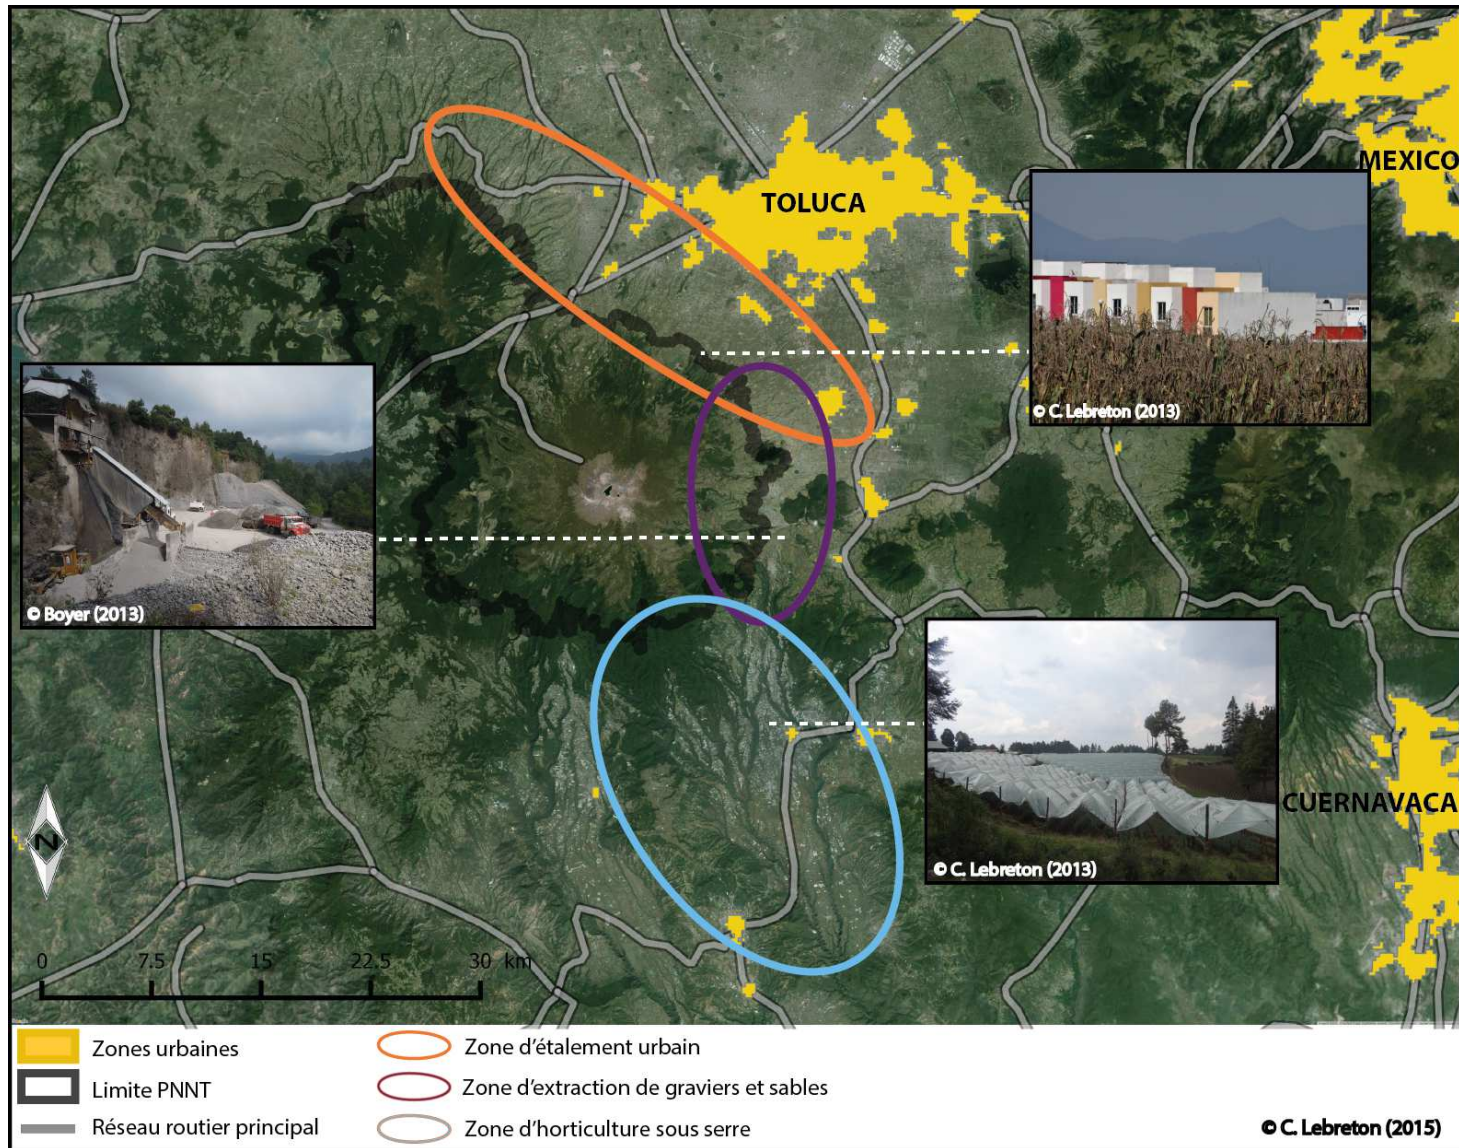 MEXICO
TOLUCA
© C. Lebreton (2013)
© Boyer (2013)
CUERNAVACA
© C. Lebreton (2013)
N
0 7.5 15 22.5 30 km
Zones urbaines
Limite PNNT
Réseau routier principal
Zone d'étalement urbain
Zone d'extraction de graviers et sables
Zone d'horticulture sous serre
© C. Lebreton (2015)